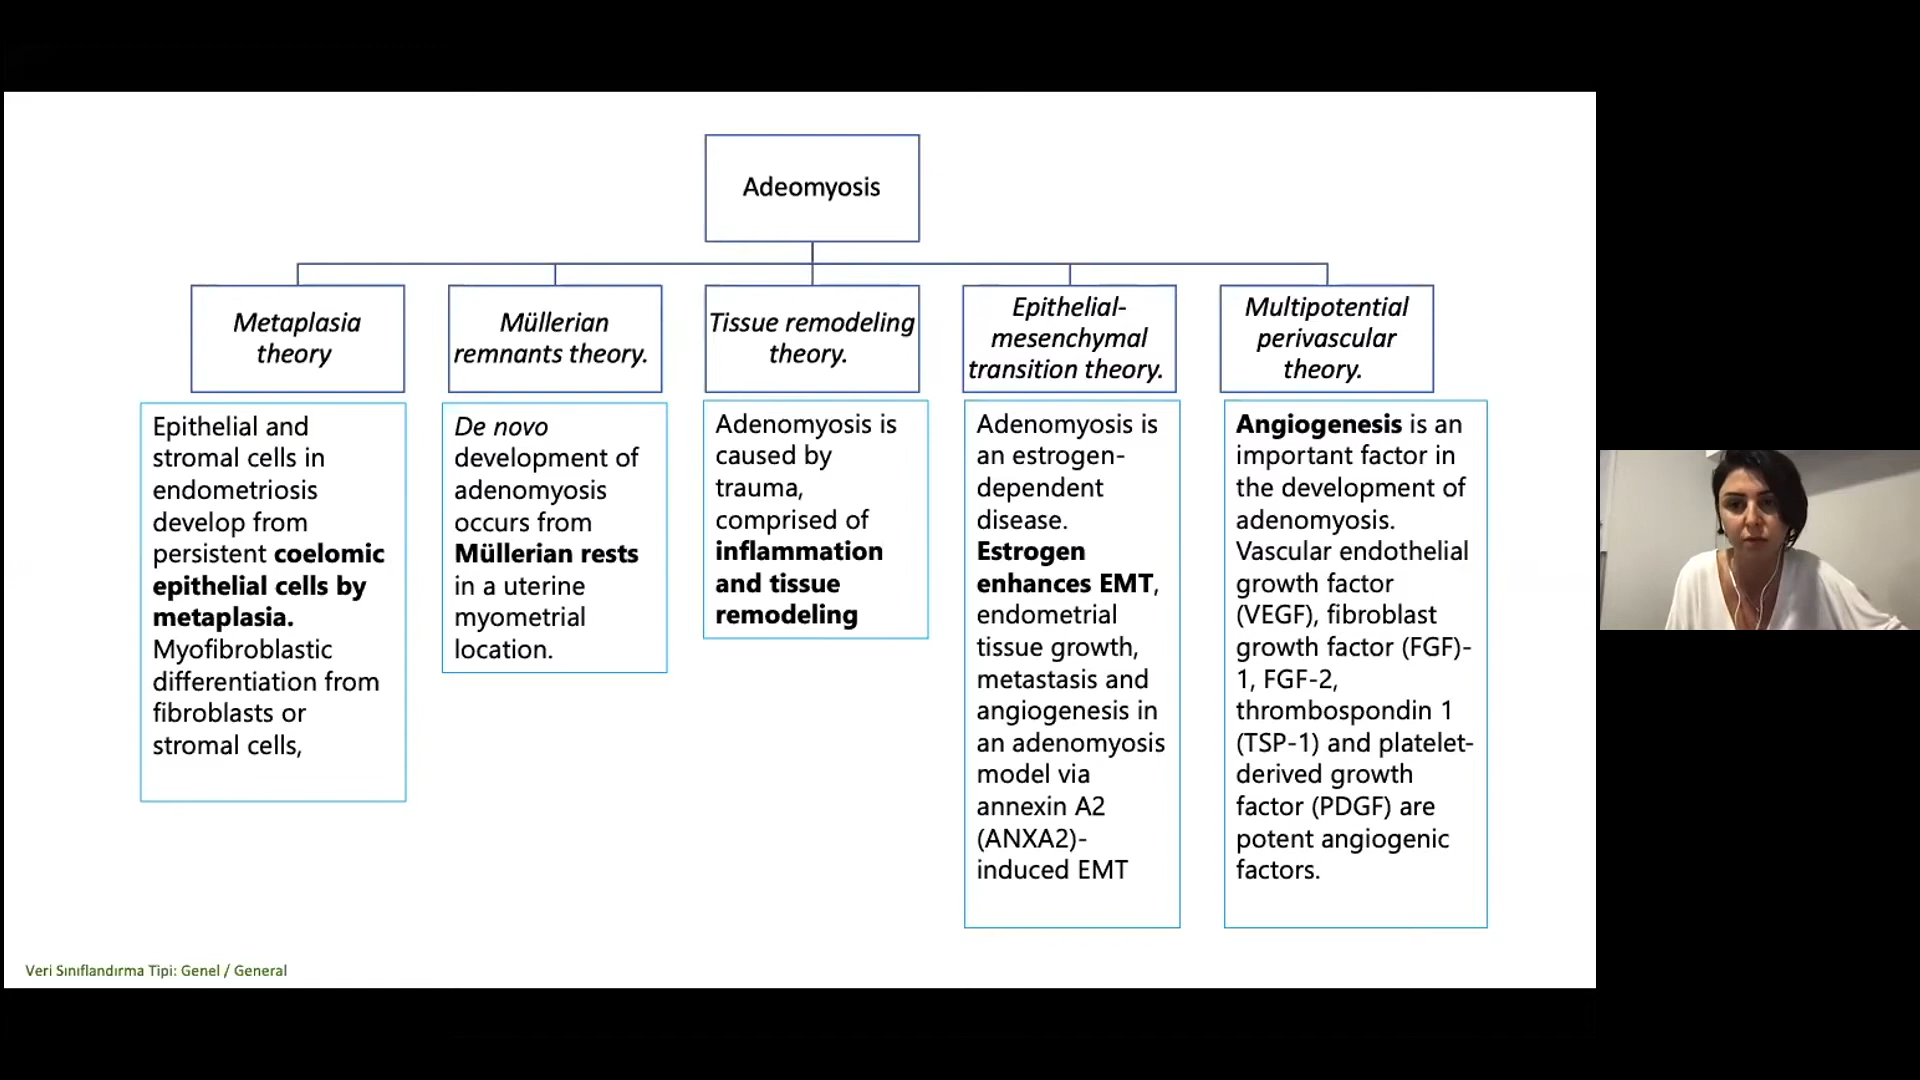 Adeomyosis
Metaplasia
theory
Müllerian
remnants theory.
Tissue remodeling
theory.
Epithelial-
mesenchymal
transition theory.
Multipotential
perivascular
theory.
Epithelial and
stromal cells in
endometriosis
develop from
persistent coelomic
epithelial cells by
metaplasia.
Myofibroblastic
differentiation from
fibroblasts or
stromal cells,
De novo
development of
adenomyosis
occurs from
Müllerian rests
in a uterine
myometrial
location.
Adenomyosis is
caused by
trauma,
comprised of
inflammation
and tissue
remodeling
Adenomyosis is
an estrogen-
dependent
disease.
Estrogen
enhances EMT,
endometrial
tissue growth,
metastasis and
angiogenesis in
an adenomyosis
model via
annexin A2
(ANXA2)-
induced EMT
Angiogenesis is an
important factor in
the development of
adenomyosis.
Vascular endothelial
growth factor
(VEGF), fibroblast
growth factor (FGF)-
1, FGF-2,
thrombospondin 1
(TSP-1) and platelet-
derived growth
factor (PDGF) are
potent angiogenic
factors.
Veri Sınıflandırma Tipi: Genel / General